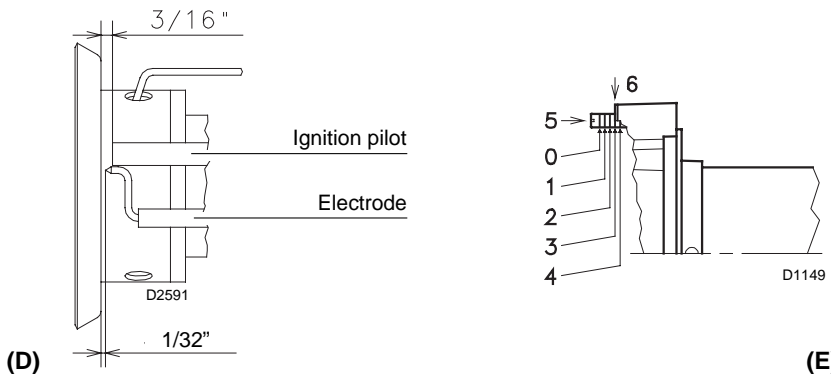 3/16"
Ignition pilot
Electrode
D2591
1/32”
(D)
6
5
0
1
2
3
4
D1149
(E